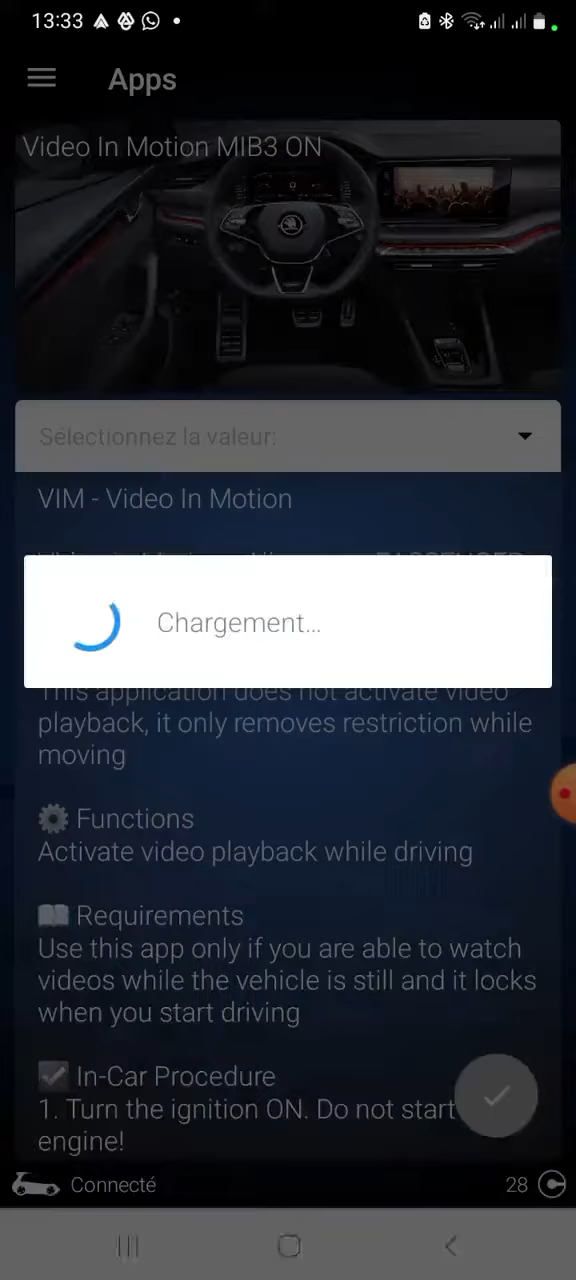 13:33
Apps
Video In Motion MIB3 ON
Sélectionnez la valeur:
VIM - Video In Motion
Chargement...
This application does not activate video
playback, it only removes restriction while
moving
Functions
Activate video playback while driving
Requirements
Use this app only if you are able to watch
videos while the vehicle is still and it locks
when you start driving
In-Car Procedure
1. Turn the ignition ON. Do not start
engine!
Connecté
28